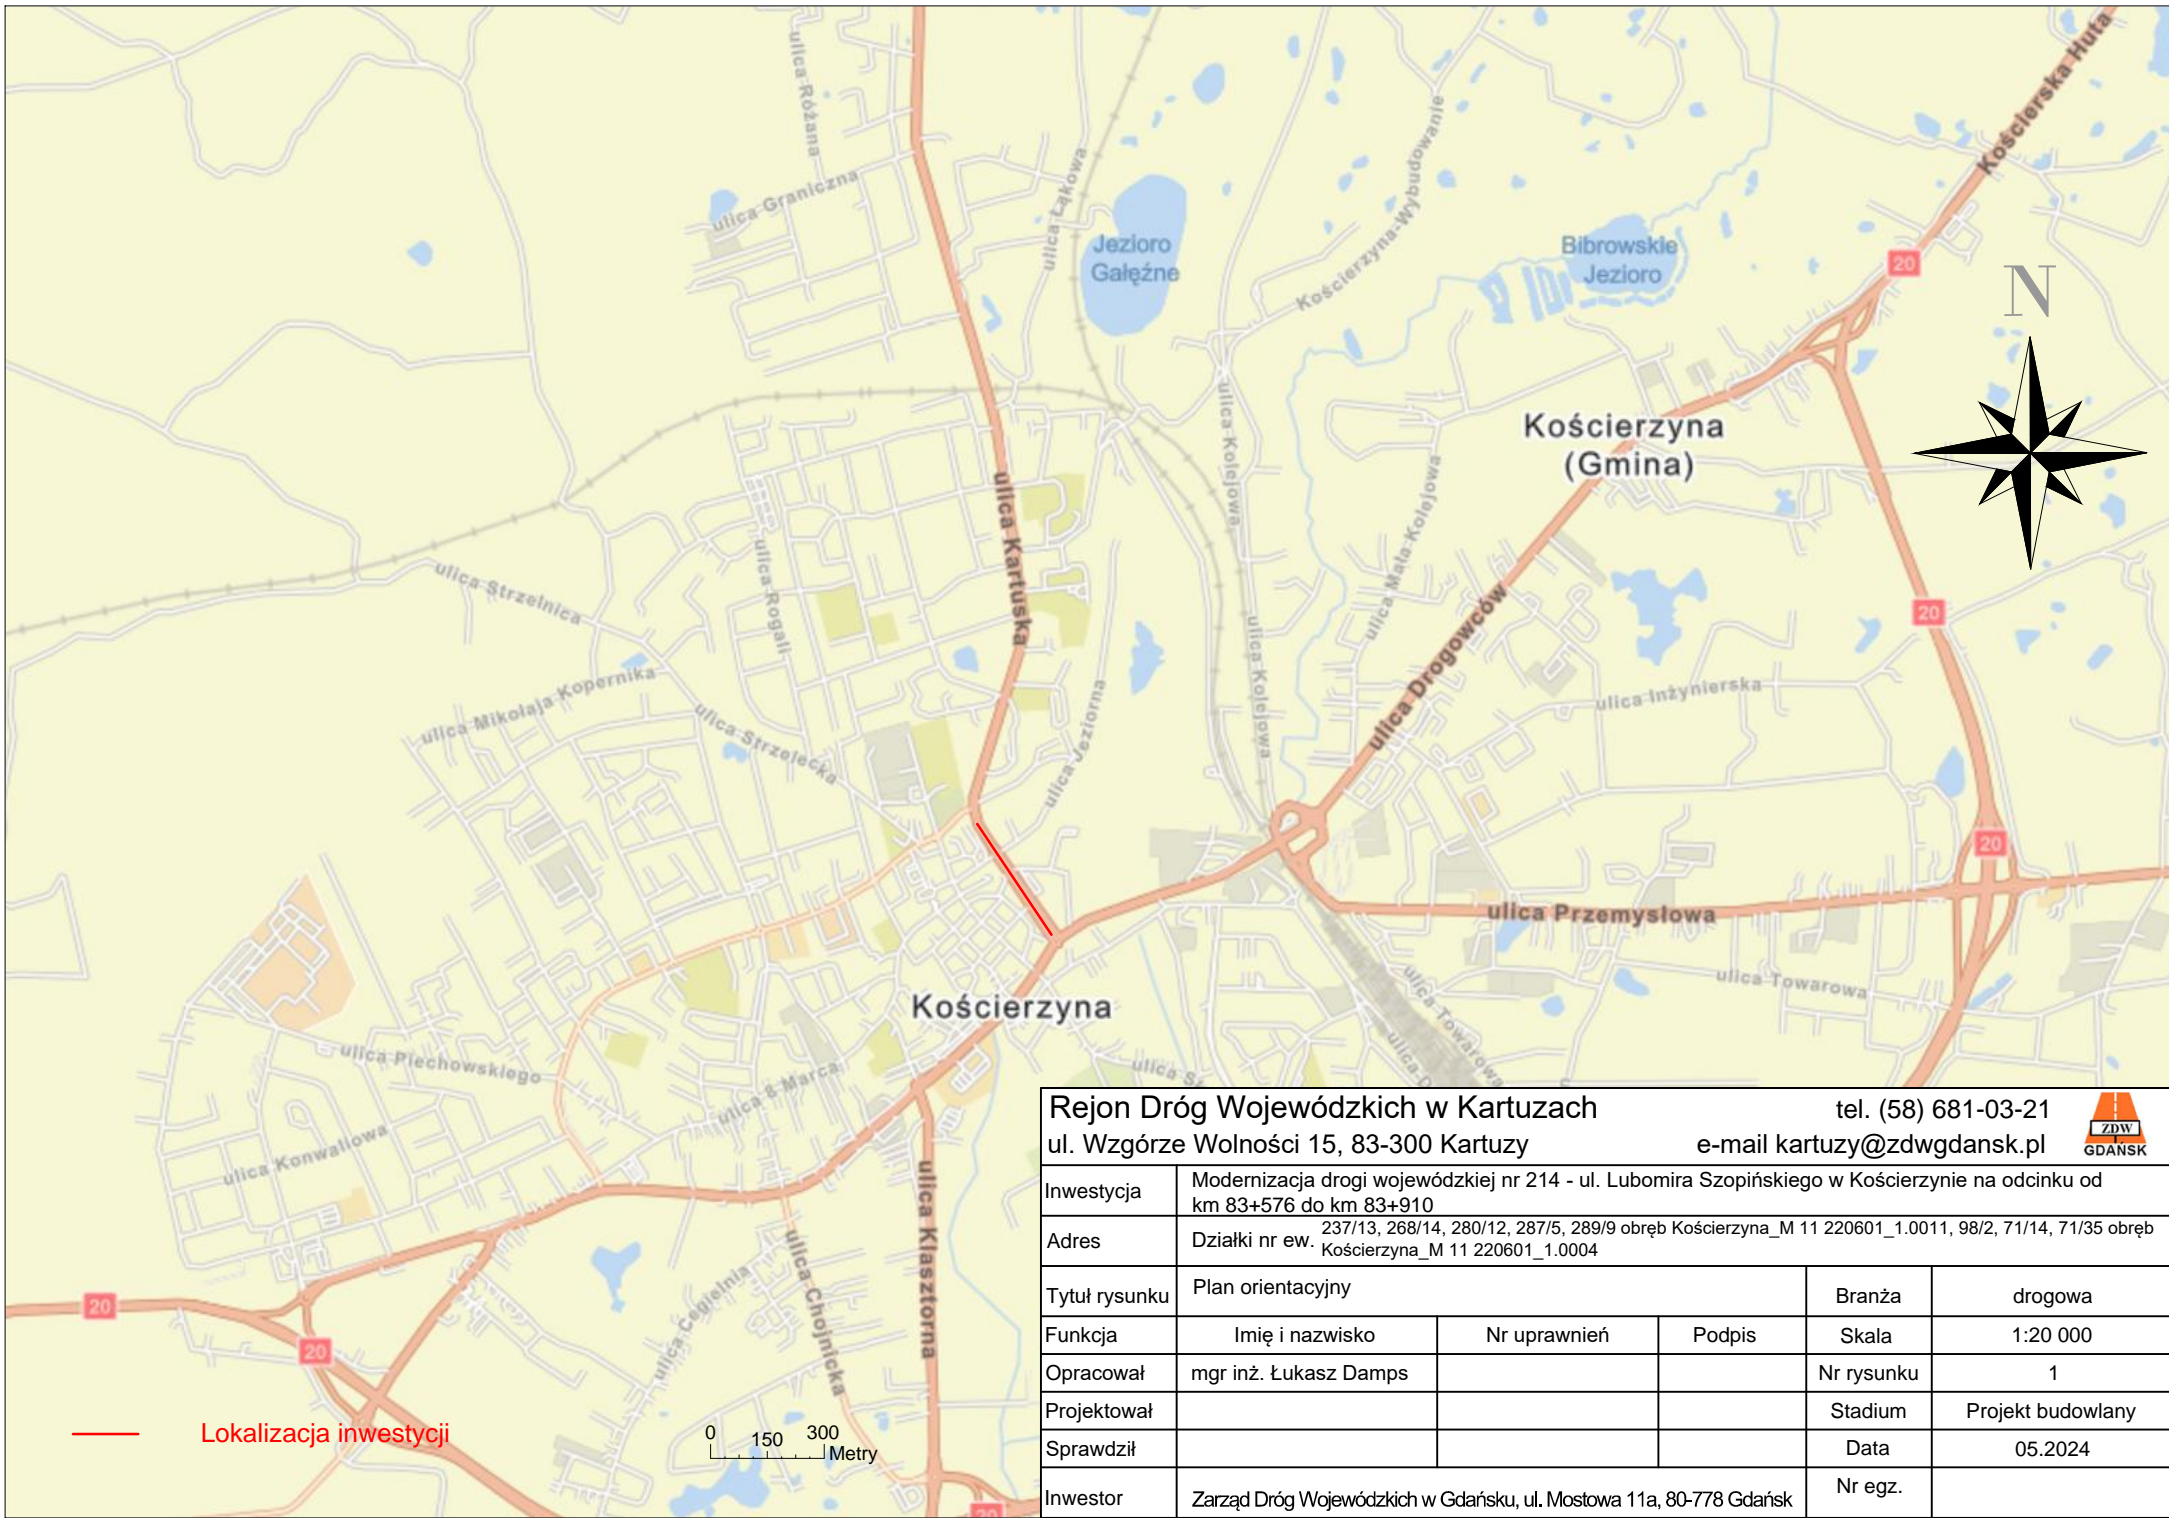 Kościerska Huta
ulica Różana
ulica Graniczna
ulica Łąkowa
Kościerzyna-Wybudowanie
Jezioro
Gałęźne
Bibrowskie
Jezioro
20
N
Kościerzyna
(Gmina)
ulica Kolejowa
ulica Mała Kolejowa
ulica Kartuska
ulica Rogali
ulica Strzelnica
20
ulica Drogowców
ulica Kolejowa
ulica Inżynierska
ulica Mikołaja Kopernika
ulica Strzelecka
ulica Jeziorna
20
ulica Przemysłowa
ulica Towarowa
ulica Towarowa
Kościerzyna
ulica Piechowskiego
ulica 8 Marca
ulica Konwaliowa
ulica Klasztorna
ulica Chojnicka
ulica Cegielnia
20
20
20
Lokalizacja inwestycji
0 150 300
Metry
Rejon Dróg Wojewódzkich w Kartuzach tel. (58) 681-03-21
ul. Wzgórze Wolności 15, 83-300 Kartuzy e-mail kartuzy@zdwgdansk.pl
ZDW
GDAŃSK
Inwestycja Modernizacja drogi wojewódzkiej nr 214 - ul. Lubomira Szopińskiego w Kościerzynie na odcinku od
km 83+576 do km 83+910
Adres Działki nr ew. 237/13, 268/14, 280/12, 287/5, 289/9 obręb Kościerzyna_M 11 220601_1.0011, 98/2, 71/14, 71/35 obręb
Kościerzyna_M 11 220601_1.0004
Tytuł rysunku Plan orientacyjny Branża drogowa
Funkcja Imię i nazwisko Nr uprawnień Podpis Skala 1:20 000
Opracował mgr inż. Łukasz Damps Nr rysunku 1
Projektował Stadium Projekt budowlany
Sprawdził Data 05.2024
Inwestor Zarząd Dróg Wojewódzkich w Gdańsku, ul. Mostowa 11a, 80-778 Gdańsk Nr egz.